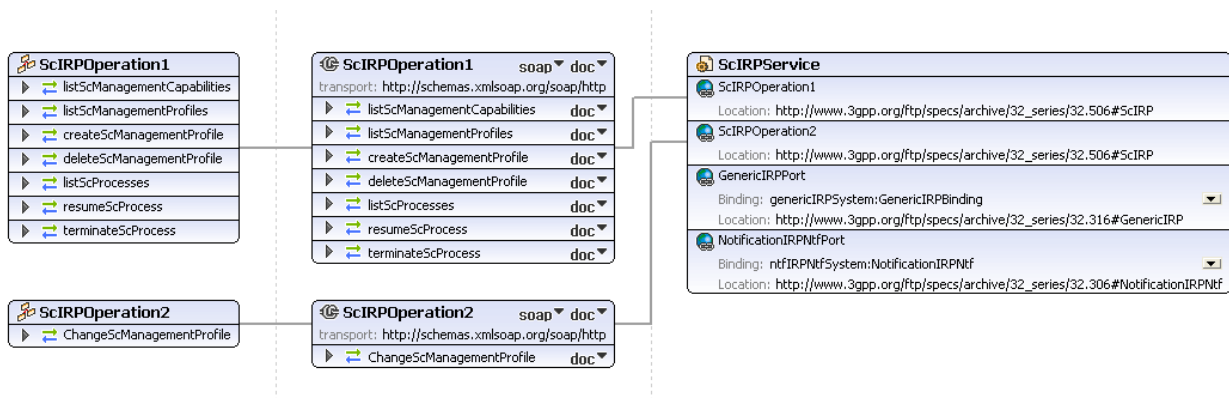 ScIRPOperation1
listScManagementCapabilities
listScManagementProfiles
createScManagementProfile
deleteScManagementProfile
listScProcesses
resumeScProcess
terminateScProcess
ScIRPOperation2
ChangeScManagementProfile
ScIRPOperation1 soap doc
transport: http://schemas.xmlsoap.org/soap/http
listScManagementCapabilities doc
listScManagementProfiles doc
createScManagementProfile doc
deleteScManagementProfile doc
listScProcesses doc
resumeScProcess doc
terminateScProcess doc
ScIRPOperation2 soap doc
transport: http://schemas.xmlsoap.org/soap/http
ChangeScManagementProfile doc
ScIRPService
ScIRPOperation1
Location: http://www.3gpp.org/ftp/specs/archive/32_series/32.506#ScIRP
ScIRPOperation2
Location: http://www.3gpp.org/ftp/specs/archive/32_series/32.506#ScIRP
GenericIRPPort
Binding: genericIRPSystem:GenericIRPBinding
Location: http://www.3gpp.org/ftp/specs/archive/32_series/32.316#GenericIRP
NotificationIRPNtfPort
Binding: ntfIRPNtfSystem:NotificationIRPNtf
Location: http://www.3gpp.org/ftp/specs/archive/32_series/32.306#NotificationIRPNtf